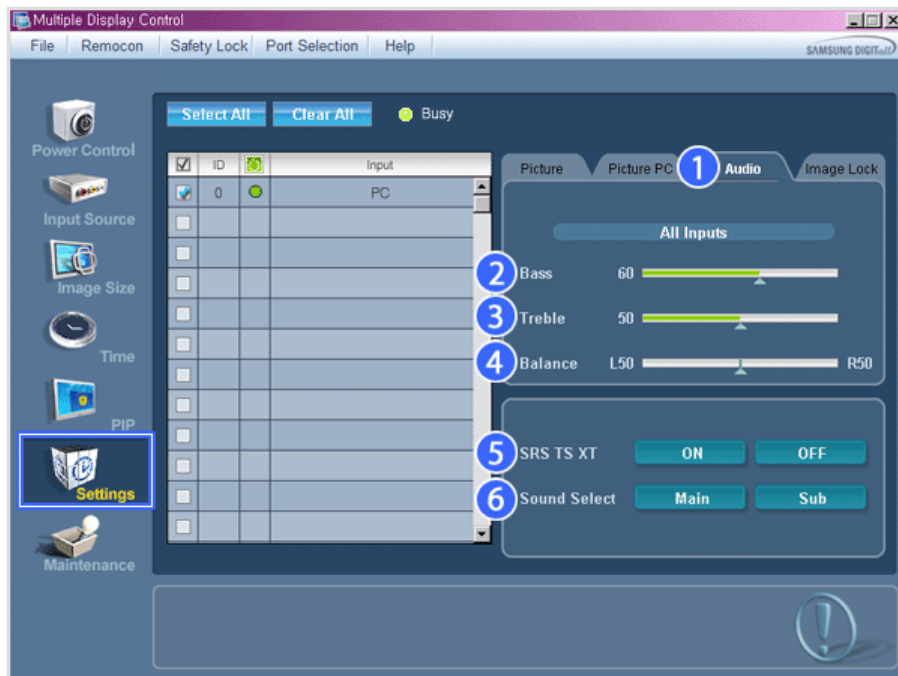 Multiple Display Control
File Remocon Safety Lock Port Selection Help
SAMSUNG DIGITall
Select All Clear All Busy
Power Control
Input Source
Image Size
Time
PIP
Settings
Maintenance
ID Input
0 PC
Picture Picture PC 1 Audio Image Lock
All Inputs
2 Bass 60
3 Treble 50
4 Balance L50 R50
5 SRS TS XT ON OFF
6 Sound Select Main Sub